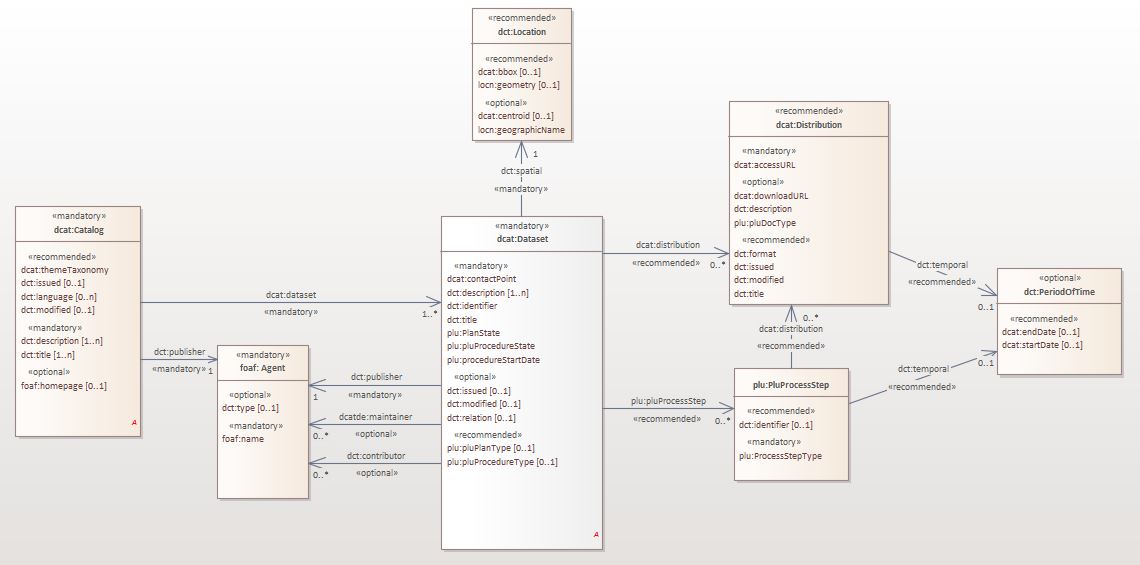 «recommended»
dct:Location
«recommended»
dcat:bbox [0..1]
locn:geometry [0..1]
«optional»
dcat:centroid [0..1]
locn:geographicName
1
dct:spatial
«mandatory»
«mandatory»
dcat:Catalog
«recommended»
dcat:themeTaxonomy
dct:issued [0..1]
dct:language [0..n]
dct:modified [0..1]
«mandatory»
dct:description [1..n]
dct:title [1..n]
«optional»
foaf:homepage [0..1]
A
dcat:dataset
«mandatory»
1..*
dct:publisher
«mandatory»
1
«mandatory»
foaf: Agent
«optional»
dct:type [0..1]
«mandatory»
foaf:name
dct:publisher
«mandatory»
1
dcatde:maintainer
«optional»
0..*
dct:contributor
«optional»
0..*
«mandatory»
dcat:Dataset
«mandatory»
dcat:contactPoint
dct:description [1..n]
dct:identifier
dct:title
plu:PlanState
plu:pluProcedureState
plu:procedureStartDate
«optional»
dct:issued [0..1]
dct:modified [0..1]
dct:relation [0..1]
«recommended»
plu:pluPlanType [0..1]
plu:pluProcedureType [0..1]
A
dcat:distribution
«recommended»
0..*
plu:pluProcessStep
«recommended»
0..*
«recommended»
dcat:Distribution
«mandatory»
dcat:accessURL
«optional»
dcat:downloadURL
dct:description
plu:pluDocType
«recommended»
dct:format
dct:issued
dct:modified
dct:title
0..*
dcat:distribution
«recommended»
plu:PluProcessStep
«recommended»
dct:identifier [0..1]
«mandatory»
plu:ProcessStepType
dct:temporal
«recommended»
0..1
«optional»
dct:PeriodOfTime
«recommended»
dcat:endDate [0..1]
dcat:startDate [0..1]
dct:temporal
«recommended»
0..1